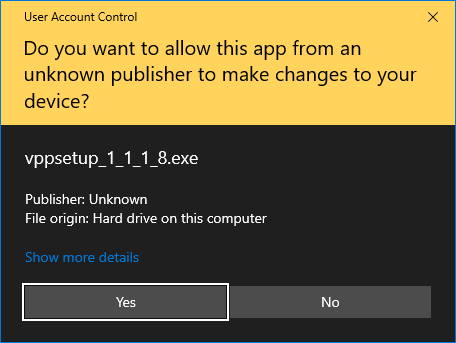 User Account Control
Do you want to allow this app from an
unknown publisher to make changes to your
device?
vppsetup_1_1_1_8.exe
Publisher: Unknown
File origin: Hard drive on this computer
Show more details
Yes
No